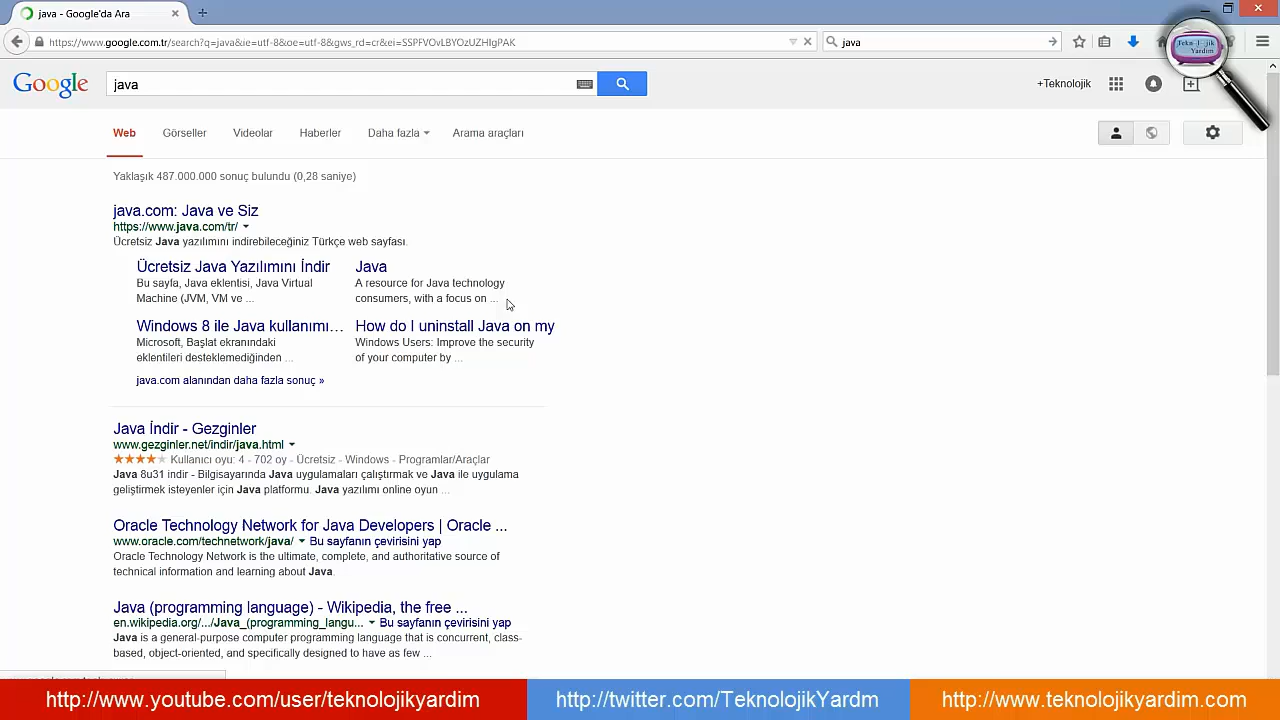 java - Google'da Ara
https://www.google.com.tr/search?q=java&ie=utf-8&oe=utf-8&gws_rd=cr&ei=SSPFVOvLBYOzUZHIgPAK
java
Google
java
+Teknolojik
Web Görseller Videolar Haberler Daha fazla Arama araçları
Yaklaşık 487.000.000 sonuç bulundu (0,28 saniye)
java.com: Java ve Siz
https://www.java.com/tr/
Ücretsiz Java yazılımını indirebileceğiniz Türkçe web sayfası.
Ücretsiz Java Yazılımını İndir
Bu sayfa, Java eklentisi, Java Virtual
Machine (JVM, VM ve ...
Java
A resource for Java technology
consumers, with a focus on ...
Windows 8 ile Java kullanımı...
Microsoft, Başlat ekranındaki
eklentileri desteklemediğinden ...
How do I uninstall Java on my
Windows Users: Improve the security
of your computer by ...
java.com alanından daha fazla sonuç »
Java İndir - Gezginler
www.gezginler.net/indir/java.html
Kullanıcı oyu: 4 - 702 oy - Ücretsiz - Windows - Programlar/Araçlar
Java 8u31 indir - Bilgisayarında Java uygulamaları çalıştırmak ve Java ile uygulama
geliştirmek isteyenler için Java platformu. Java yazılımı online oyun ...
Oracle Technology Network for Java Developers | Oracle ...
www.oracle.com/technetwork/java/ Bu sayfanın çevirisini yap
Oracle Technology Network is the ultimate, complete, and authoritative source of
technical information and learning about Java.
Java (programming language) - Wikipedia, the free ...
en.wikipedia.org/.../Java_(programming_langu... Bu sayfanın çevirisini yap
Java is a general-purpose computer programming language that is concurrent, class-
based, object-oriented, and specifically designed to have as few ...
http://www.youtube.com/user/teknolojikyardim
http://twitter.com/TeknolojikYardm
http://www.teknolojikyardim.com